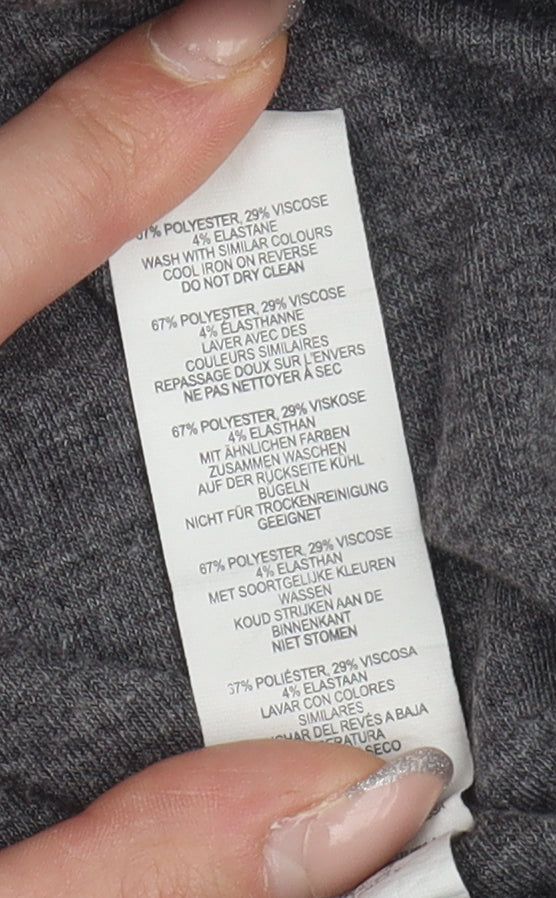 POLYESTER, 29% VISCOSE
4% ELASTANE
WASH WITH SIMILAR COLOURS
COOL IRON ON REVERSE
DO NOT DRY CLEAN
67% POLYESTER, 29% VISCOSE
4% ÉLASTHANNE
LAVER AVEC DES
COULEURS SIMILAIRES
REPASSAGE DOUX SUR L'ENVERS
NE PAS NETTOYER À SEC
67% POLYESTER, 29% VISKOSE
4% ELASTHAN
MIT ÄHNLICHEN FARBEN
ZUSAMMEN WASCHEN
AUF DER RÜCKSEITE KÜHL
BÜGELN
NICHT FÜR TROCKENREINIGUNG
GEEIGNET
67% POLYESTER, 29% VISCOSE
4% ELASTHAN
MET SOORTGELIJKE KLEUREN
WASSEN
KOUD STRIJKEN AAN DE
BINNENKANT
NIET STOMEN
POLIÉSTER, 29% VISCOSA
4% ELASTAAN
LAVAR CON COLORES
SIMILARES
DEL REVÉS A BAJA
SECO